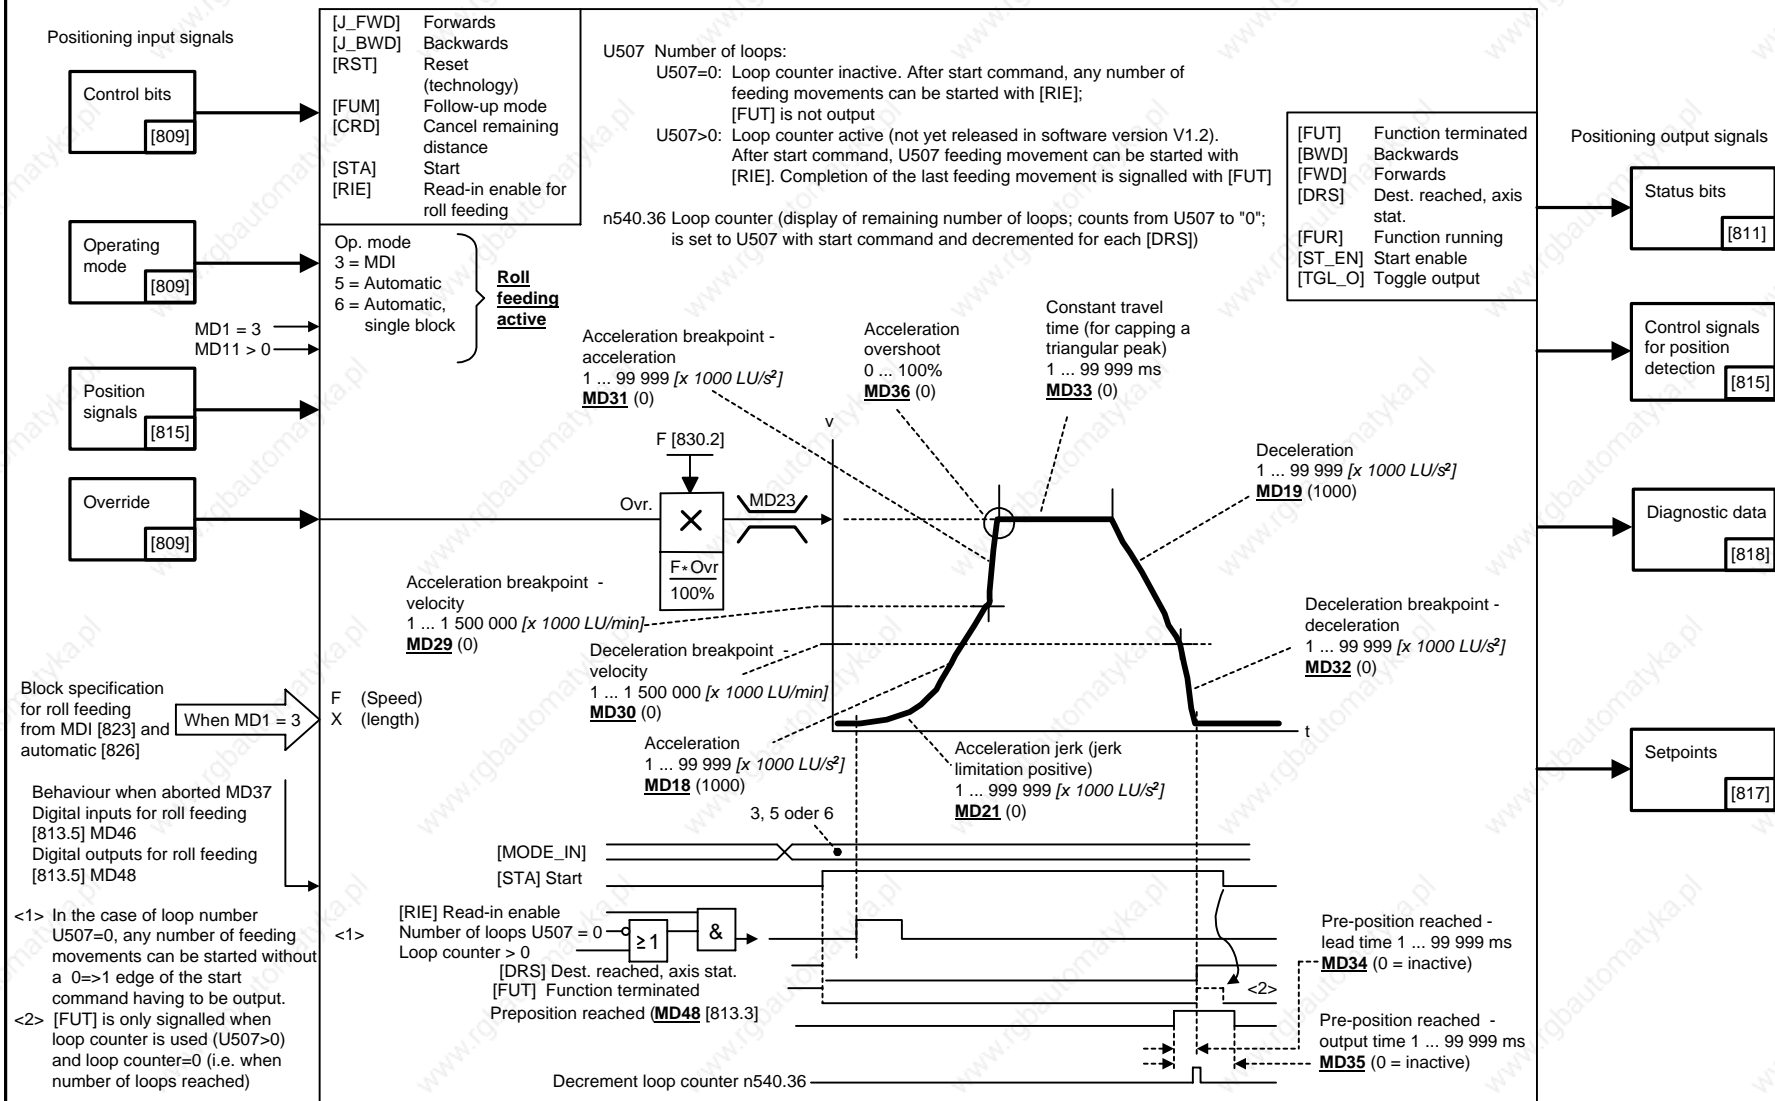 Positioning input signals
Control bits
[809]
Operating
mode
[809]
MD1 = 3
MD11 > 0
Position
signals
[815]
Override
[809]
Block specification
for roll feeding
from MDI [823] and
automatic [826]
When MD1 = 3
F (Speed)
X (length)
Behaviour when aborted MD37
Digital inputs for roll feeding
[813.5] MD46
Digital outputs for roll feeding
[813.5] MD48
<1> In the case of loop number
U507=0, any number of feeding
movements can be started without
a 0=>1 edge of the start
command having to be output.
<2> [FUT] is only signalled when
loop counter is used (U507>0)
and loop counter=0 (i.e. when
number of loops reached)
[J_FWD] Forwards
[J_BWD] Backwards
[RST] Reset
(technology)
[FUM] Follow-up mode
[CRD] Cancel remaining
distance
[STA] Start
[RIE] Read-in enable for
roll feeding
Op. mode
3 = MDI
5 = Automatic
6 = Automatic,
single block
Roll
feeding
active
U507 Number of loops:
U507=0: Loop counter inactive. After start command, any number of
feeding movements can be started with [RIE];
[FUT] is not output
U507>0: Loop counter active (not yet released in software version V1.2).
After start command, U507 feeding movement can be started with
[RIE]. Completion of the last feeding movement is signalled with [FUT]
n540.36 Loop counter (display of remaining number of loops; counts from U507 to "0";
is set to U507 with start command and decremented for each [DRS])
[FUT] Function terminated
[BWD] Backwards
[FWD] Forwards
[DRS] Dest. reached, axis
stat.
[FUR] Function running
[ST_EN] Start enable
[TGL_O] Toggle output
Positioning output signals
Status bits
[811]
Control signals
for position
detection
[815]
Diagnostic data
[818]
Setpoints
[817]
Acceleration breakpoint -
acceleration
1 ... 99 999 [x 1000 LU/s²]
MD31 (0)
Acceleration
overshoot
0 ... 100%
MD36 (0)
Constant travel
time (for capping a
triangular peak)
1 ... 99 999 ms
MD33 (0)
Deceleration
1 ... 99 999 [x 1000 LU/s²]
MD19 (1000)
F [830.2]
Ovr.
×
F*Ovr
100%
MD23
v
t
Acceleration breakpoint -
velocity
1 ... 1 500 000 [x 1000 LU/min]
MD29 (0)
Deceleration breakpoint -
velocity
1 ... 1 500 000 [x 1000 LU/min]
MD30 (0)
Deceleration breakpoint -
deceleration
1 ... 99 999 [x 1000 LU/s²]
MD32 (0)
Acceleration
1 ... 99 999 [x 1000 LU/s²]
MD18 (1000)
Acceleration jerk (jerk
limitation positive)
1 ... 999 999 [x 1000 LU/s²]
MD21 (0)
3, 5 oder 6
[MODE_IN]
[STA] Start
<1>
[RIE] Read-in enable
Number of loops U507 = 0
Loop counter > 0
≥1
&
[DRS] Dest. reached, axis stat.
[FUT] Function terminated
<2>
Preposition reached (MD48 [813.3]
Decrement loop counter n540.36
Pre-position reached -
lead time 1 ... 99 999 ms
MD34 (0 = inactive)
Pre-position reached -
output time 1 ... 99 999 ms
MD35 (0 = inactive)
www.rgbautomatyka.pl